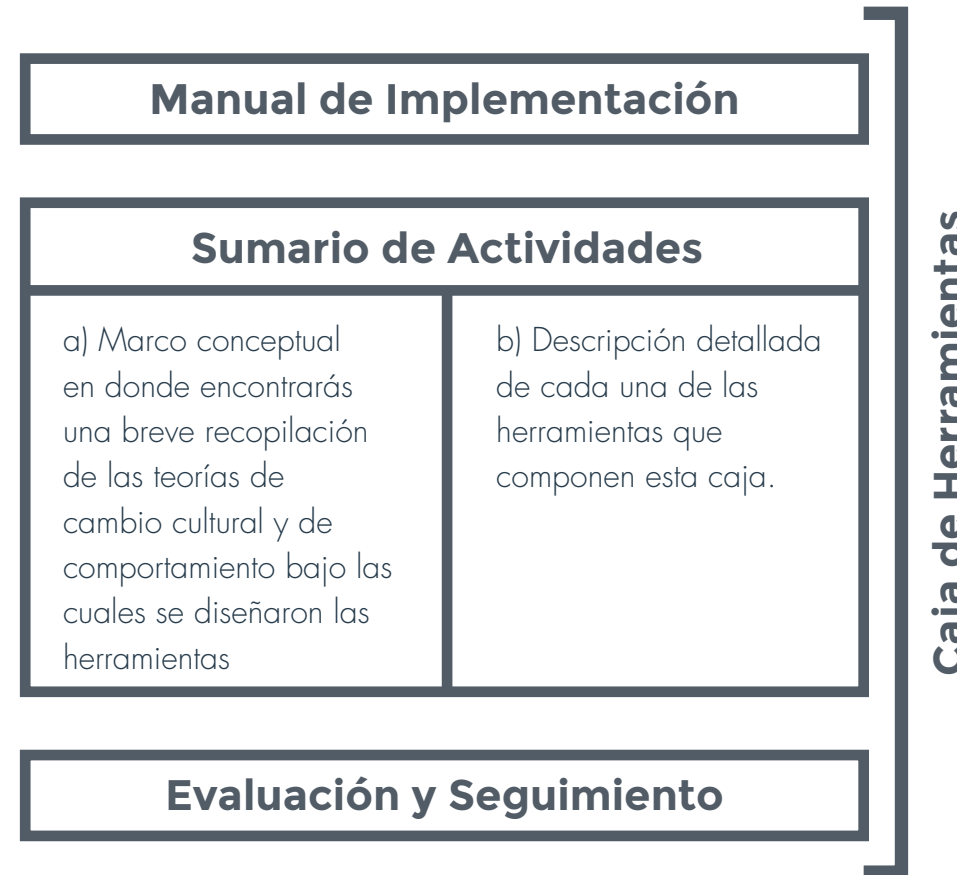 Manual de Implementación
Sumario de Actividades
a) Marco conceptual
en donde encontrarás
una breve recopilación
de las teorías de
cambio cultural y de
comportamiento bajo las
cuales se diseñaron las
herramientas
b) Descripción detallada
de cada una de las
herramientas que
componen esta caja.
Evaluación y Seguimiento
Caja de Herramientas